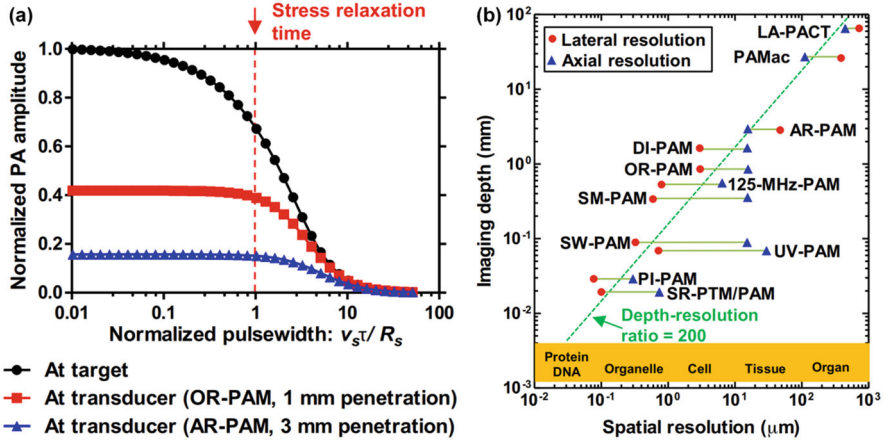 (a)
Stress relaxation
time
Normalized PA amplitude
1.0
0.8
0.6
0.4
0.2
0.0
0.01
0.1
1
10
100
Normalized pulsewidth: vsτ/ Rs
At target
At transducer (OR-PAM, 1 mm penetration)
At transducer (AR-PAM, 3 mm penetration)
(b)
Imaging depth (mm)
10²
10¹
10⁰
10⁻¹
10⁻²
10⁻³
Lateral resolution
Axial resolution
LA-PACT
PAMac
AR-PAM
DI-PAM
OR-PAM
125-MHz-PAM
SM-PAM
SW-PAM
UV-PAM
PI-PAM
SR-PTM/PAM
Depth-resolution
ratio = 200
Protein
DNA
Organelle
Cell
Tissue
Organ
10⁻²
10⁻¹
10⁰
10¹
10²
10³
Spatial resolution (μm)